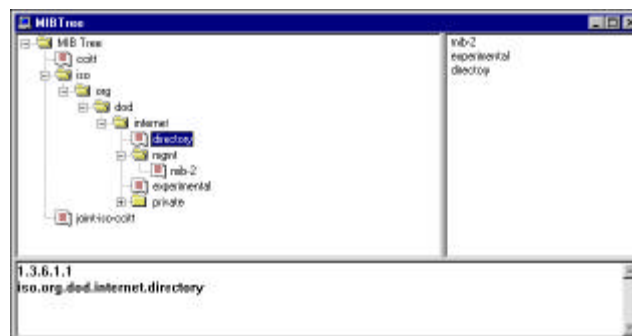 MIBTree
MIB Tree
ccitt
iso
org
dod
internet
directory
mgmt
mib-2
experimental
private
joint-iso-ccitt
mib-2
experimental
directoy
1.3.6.1.1
iso.org.dod.internet.directory